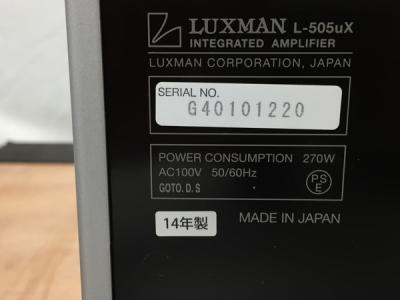 LUXMAN L-505uX
INTEGRATED AMPLIFIER
LUXMAN CORPORATION, JAPAN
SERIAL NO.
G40101220
POWER CONSUMPTION 270W
AC100V 50/60Hz
GOTO.D.S
PS
E
14年製
MADE IN JAPAN